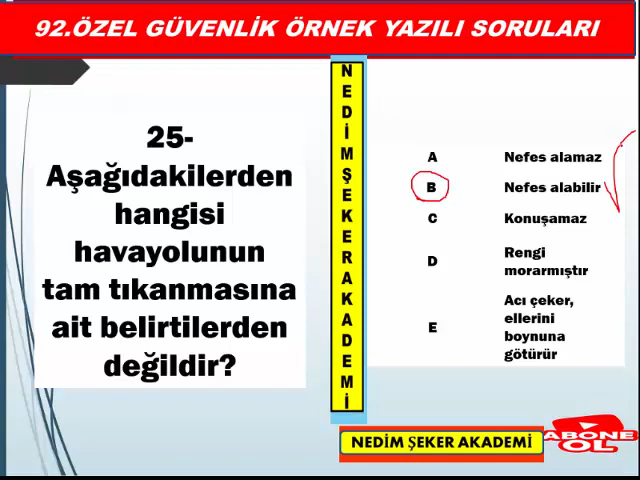 92.ÖZEL GÜVENLİK ÖRNEK YAZILI SORULARI
25-
Aşağıdakilerden
hangisi
havayolunun
tam tıkanmasına
ait belirtilerden
değildir?
N
E
D
İ
M
Ş
E
K
E
R
A
K
A
D
E
M
İ
A Nefes alamaz
B Nefes alabilir
C Konuşamaz
D Rengi
morarmıştır
E Acı çeker,
ellerini
boynuna
götürür
NEDİM ŞEKER AKADEMİ
ABONE
OL